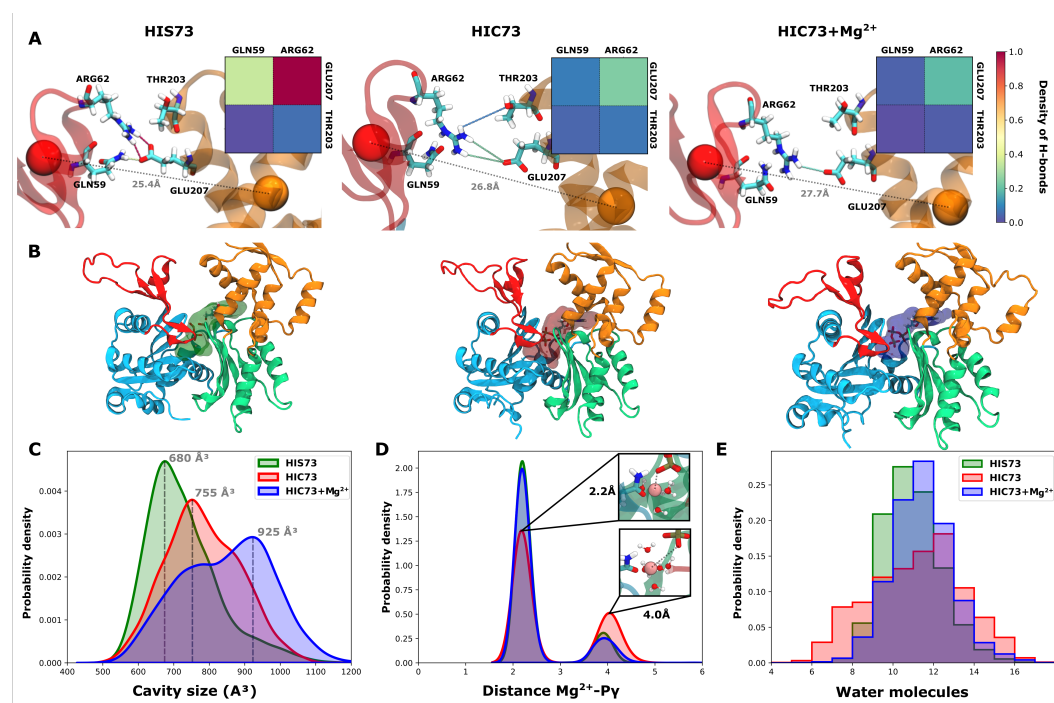 A
HIS73
HIC73
HIC73+Mg²⁺
GLN59 ARG62
GLU207
THR203
ARG62
THR203
GLN59
GLU207
25.4Å
GLN59 ARG62
GLU207
THR203
ARG62
THR203
GLN59
GLU207
26.8Å
GLN59 ARG62
GLU207
THR203
ARG62
THR203
GLN59
GLU207
27.7Å
1.0
0.8
0.6
0.4
0.2
0.0
Density of H-bonds
B
C
680 Å³
755 Å³
925 Å³
HIS73
HIC73
HIC73+Mg²⁺
0.004
0.003
0.002
0.001
0.000
Probability density
400 500 600 700 800 900 1000 1100 1200
Cavity size (A³)
D
2.2Å
4.0Å
2.00
1.75
1.50
1.25
1.00
0.75
0.50
0.25
0.00
Probability density
0 1 2 3 4 5 6
Distance Mg²⁺-Pγ
E
HIS73
HIC73
HIC73+Mg²⁺
0.25
0.20
0.15
0.10
0.05
0.00
Probability density
4 6 8 10 12 14 16
Water molecules